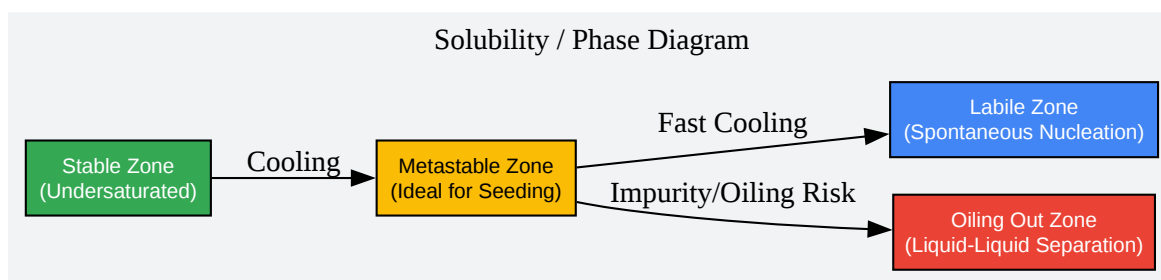 Solubility / Phase Diagram
Stable Zone
(Undersaturated)
Cooling
Metastable Zone
(Ideal for Seeding)
Fast Cooling
Impurity/Oiling Risk
Labile Zone
(Spontaneous Nucleation)
Oiling Out Zone
(Liquid-Liquid Separation)